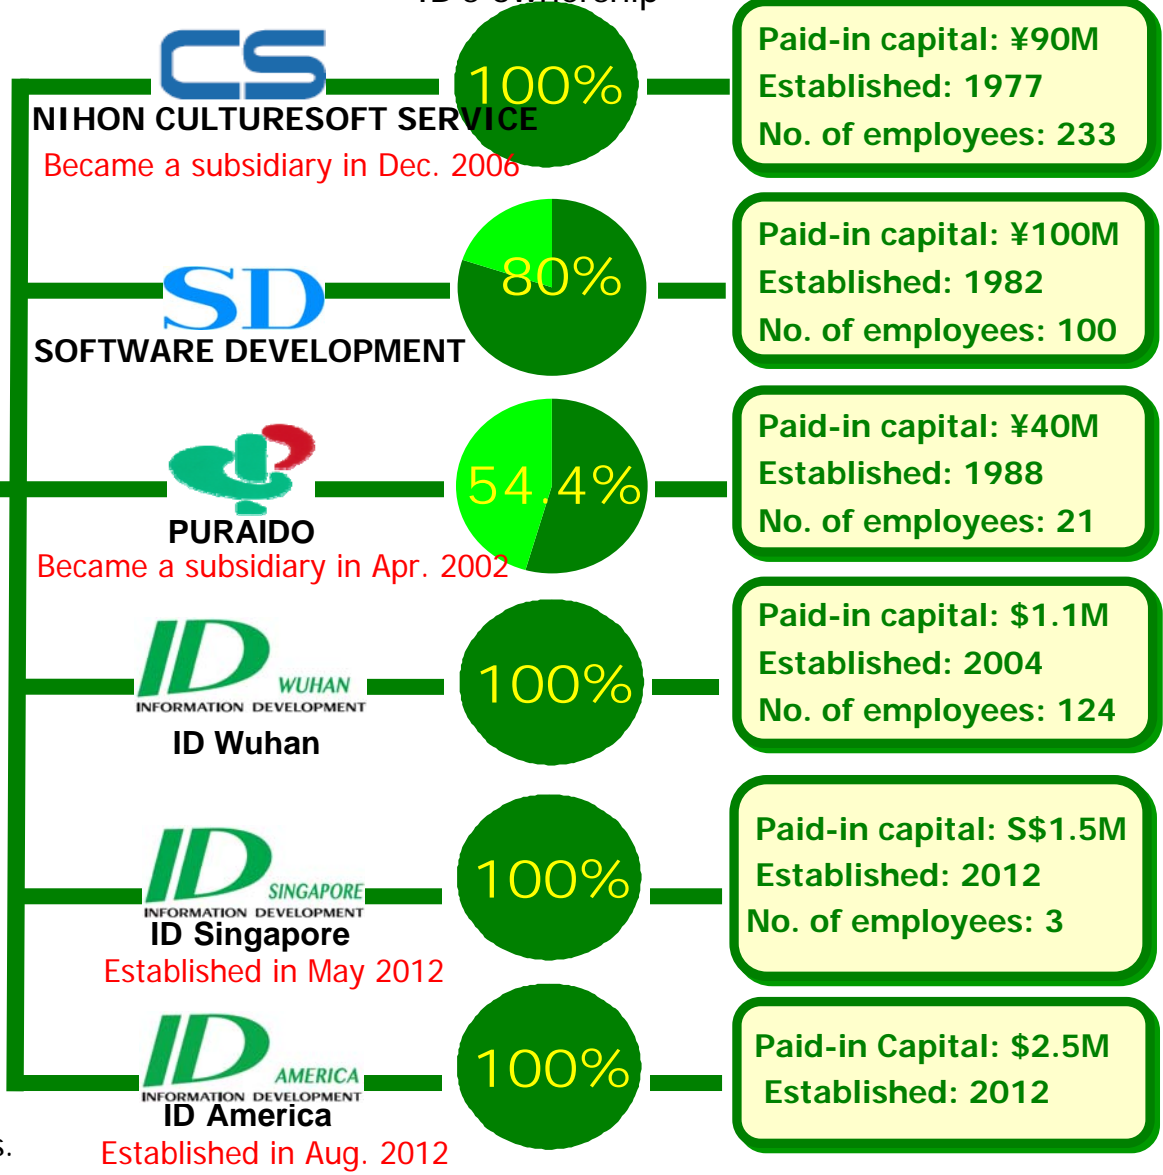 CS
100%
Paid-in capital: ¥90M
Established: 1977
No. of employees: 233
NIHON CULTURESOFT SERVICE
Became a subsidiary in Dec. 2006
SD
80%
Paid-in capital: ¥100M
Established: 1982
No. of employees: 100
SOFTWARE DEVELOPMENT
54.4%
Paid-in capital: ¥40M
Established: 1988
No. of employees: 21
PURAIDO
Became a subsidiary in Apr. 2002
ID WUHAN
INFORMATION DEVELOPMENT
ID Wuhan
100%
Paid-in capital: $1.1M
Established: 2004
No. of employees: 124
ID SINGAPORE
INFORMATION DEVELOPMENT
ID Singapore
Established in May 2012
100%
Paid-in capital: S$1.5M
Established: 2012
No. of employees: 3
ID AMERICA
INFORMATION DEVELOPMENT
ID America
Established in Aug. 2012
100%
Paid-in Capital: $2.5M
Established: 2012